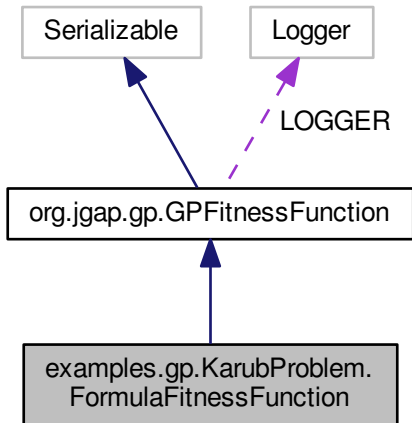 Serializable
Logger
LOGGER
org.jgap.gp.GPFitnessFunction
examples.gp.KarubProblem.
FormulaFitnessFunction